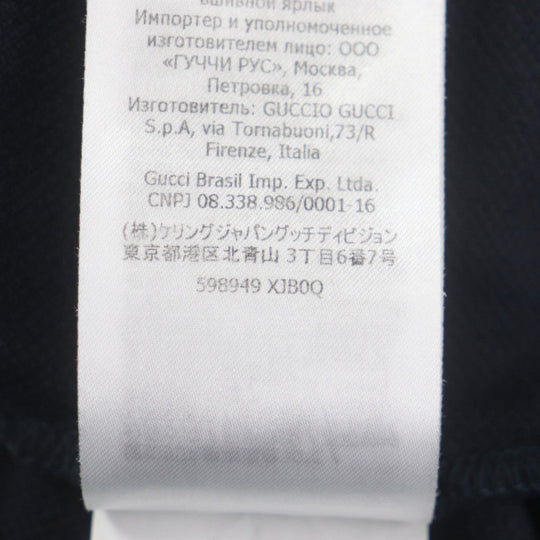 вшивной ярлык
Импортер и уполномоченное
изготовителем лицо: ООО
«ГУЧЧИ РУС», Москва,
Петровка, 16
Изготовитель: GUCCIO GUCCI
S.p.A, via Tornabuoni,73/R
Firenze, Italia
Gucci Brasil Imp. Exp. Ltda.
CNPJ 08.338.986/0001-16
(株)ケリングジャパングッチディビジョン
東京都港区北青山 3丁目6番7号
598949 XJB0Q